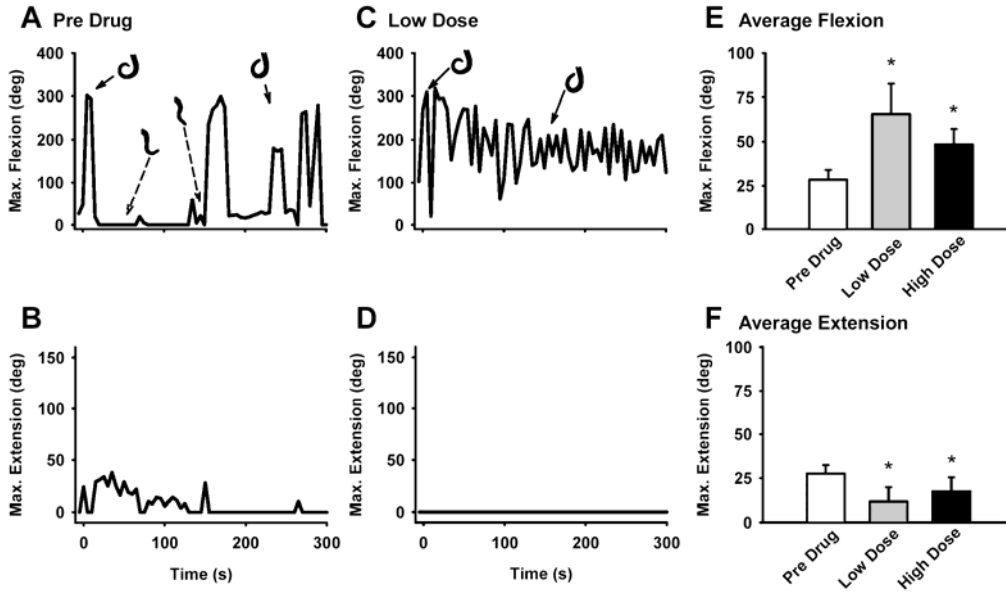 A Pre Drug
Max. Flexion (deg)
400
300
200
100
0
B
Max. Extension (deg)
150
100
50
0
0 100 200 300
Time (s)
C Low Dose
Max. Flexion (deg)
400
300
200
100
0
D
Max. Extension (deg)
150
100
50
0
0 100 200 300
Time (s)
E Average Flexion
Max. Flexion (deg)
100
75
50
25
0
* *
Pre Drug Low Dose High Dose
F Average Extension
Max. Extension (deg)
100
75
50
25
0
* *
Pre Drug Low Dose High Dose